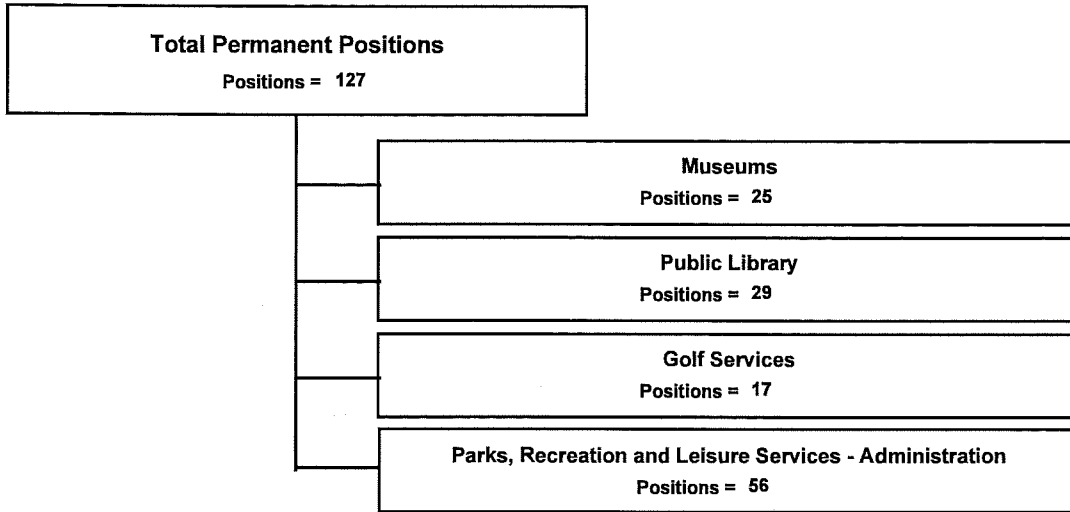 Total Permanent Positions
Positions = 127
Museums
Positions = 25
Public Library
Positions = 29
Golf Services
Positions = 17
Parks, Recreation and Leisure Services - Administration
Positions = 56